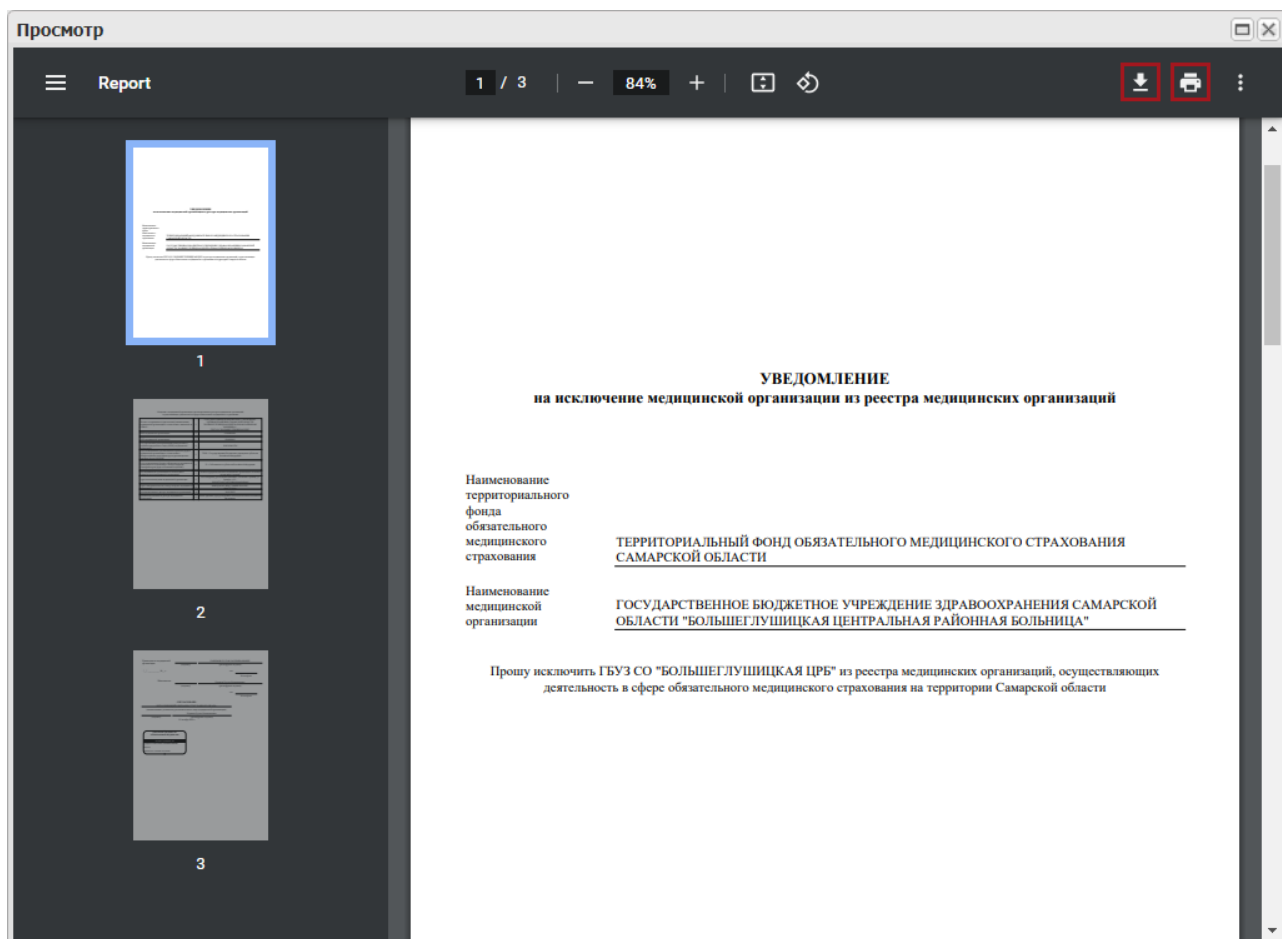 Просмотр
Report
1 / 3
84%
1
2
3
УВЕДОМЛЕНИЕ
на исключение медицинской организации из реестра медицинских организаций
Наименование
территориального
фонда
обязательного
медицинского
страхования
ТЕРРИТОРИАЛЬНЫЙ ФОНД ОБЯЗАТЕЛЬНОГО МЕДИЦИНСКОГО СТРАХОВАНИЯ
САМАРСКОЙ ОБЛАСТИ
Наименование
медицинской
организации
ГОСУДАРСТВЕННОЕ БЮДЖЕТНОЕ УЧРЕЖДЕНИЕ ЗДРАВООХРАНЕНИЯ САМАРСКОЙ
ОБЛАСТИ "БОЛЬШЕГЛУШИЦКАЯ ЦЕНТРАЛЬНАЯ РАЙОННАЯ БОЛЬНИЦА"
Прошу исключить ГБУЗ СО "БОЛЬШЕГЛУШИЦКАЯ ЦРБ" из реестра медицинских организаций, осуществляющих
деятельность в сфере обязательного медицинского страхования на территории Самарской области